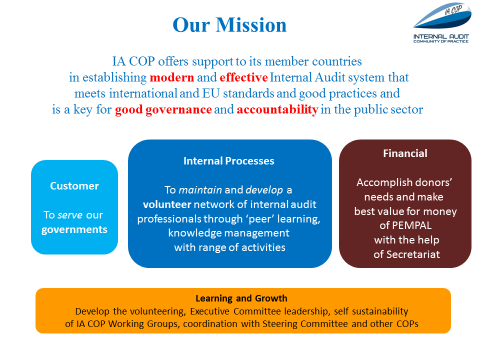 Our Mission
IA COP
INTERNAL AUDIT
COMMUNITY OF PRACTICE
IA COP offers support to its member countries
in establishing modern and effective Internal Audit system that
meets international and EU standards and good practices and
is a key for good governance and accountability in the public sector
Customer
To serve our
governments
Internal Processes
To maintain and develop a
volunteer network of internal audit
professionals through ‘peer’ learning,
knowledge management
with range of activities
Financial
Accomplish donors’
needs and make
best value for money
of PEMPAL
with the help
of Secretariat
Learning and Growth
Develop the volunteering, Executive Committee leadership, self sustainability
of IA COP Working Groups, coordination with Steering Committee and other COPs